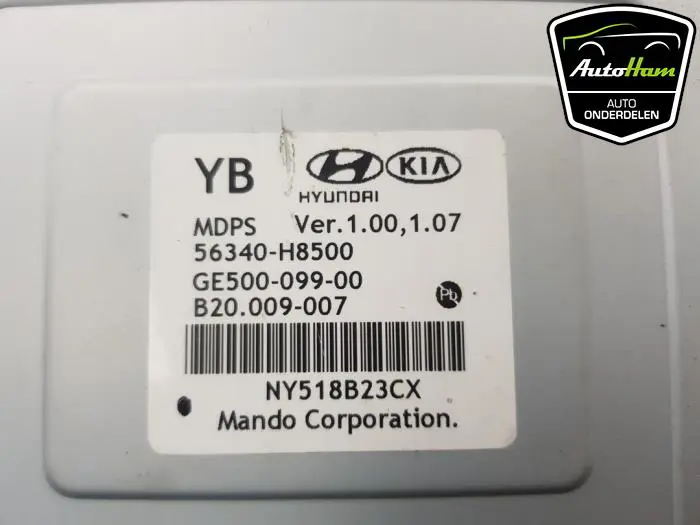 AutoHam
AUTO
ONDERDELEN
YB
HYUNDAI
KIA
MDPS Ver.1.00,1.07
56340-H8500
GE500-099-00
B20.009-007
Pb
NY518B23CX
Mando Corporation.